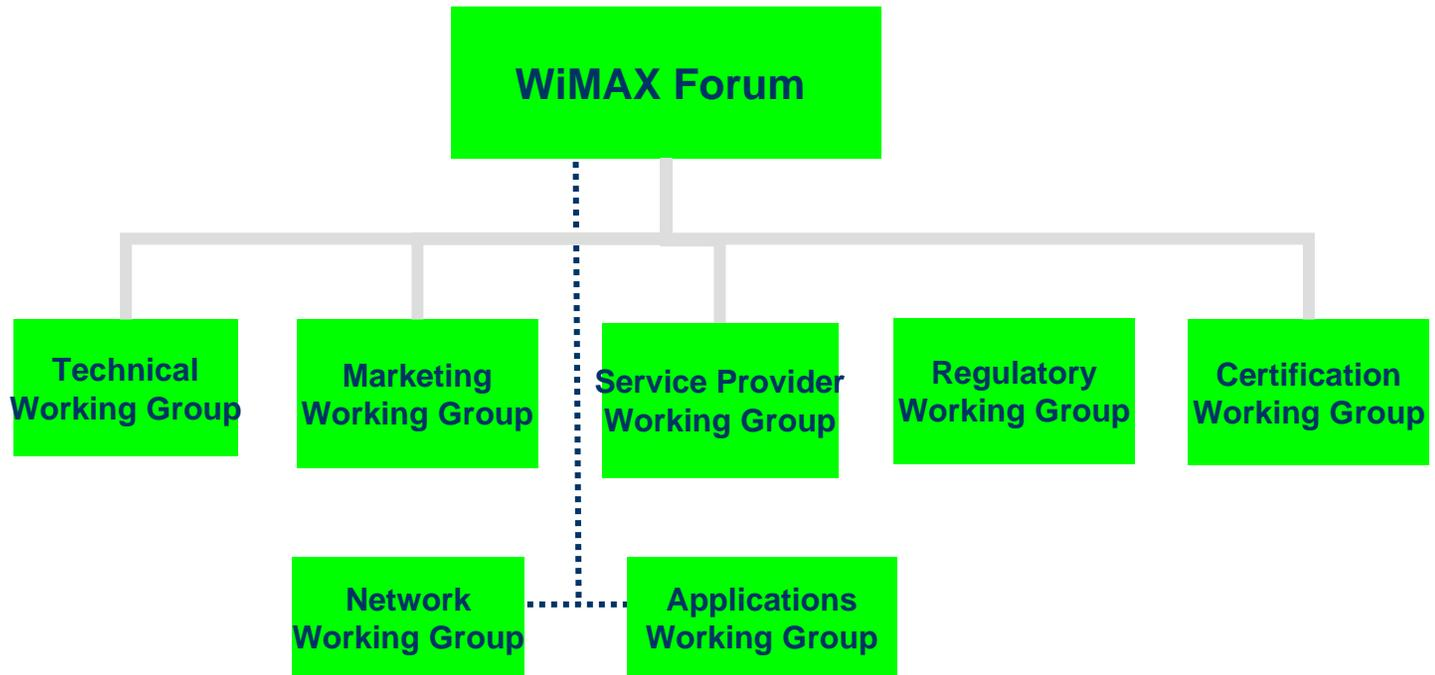 WiMAX Forum
Technical
Working Group
Marketing
Working Group
Service Provider
Working Group
Regulatory
Working Group
Certification
Working Group
Network
Working Group
Applications
Working Group